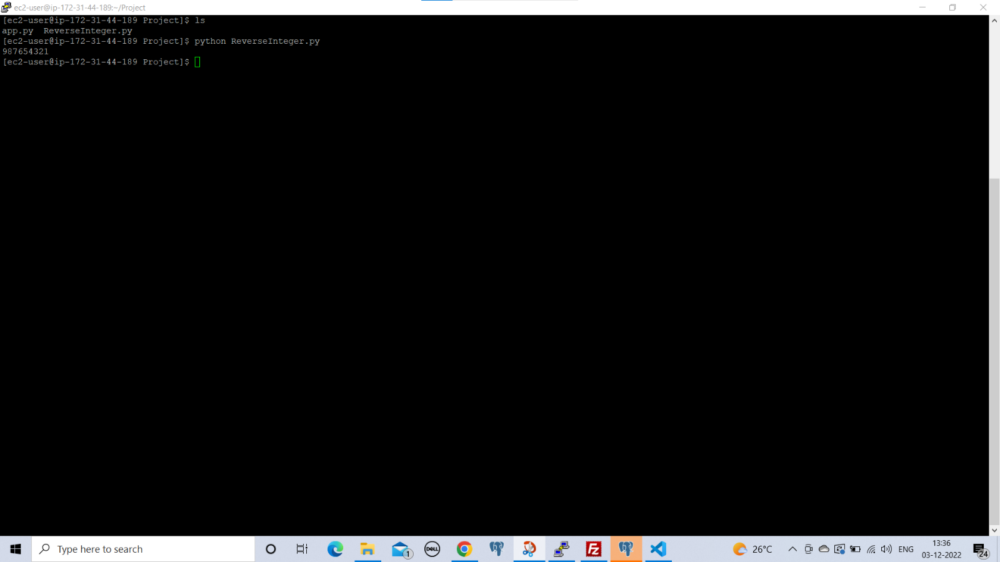 ec2-user@ip-172-31-44-189:~/Project
[ec2-user@ip-172-31-44-189 Project]$ ls
app.py  ReverseInteger.py
[ec2-user@ip-172-31-44-189 Project]$ python ReverseInteger.py
987654321
[ec2-user@ip-172-31-44-189 Project]$
Type here to search
1
DELL
FZ
26°C
ENG
13:36
03-12-2022
24